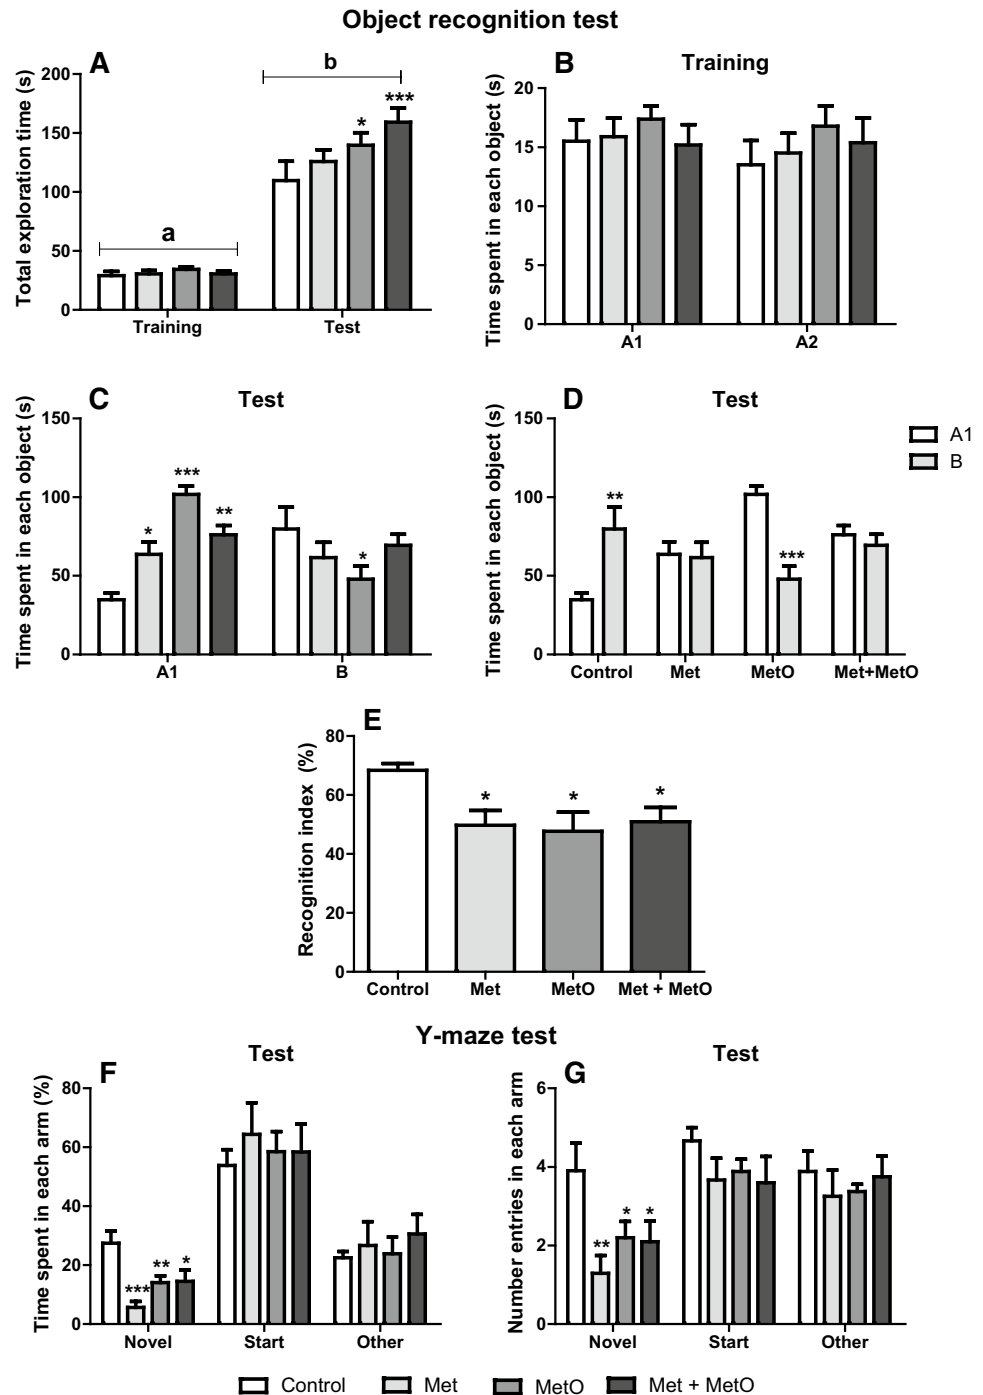 Object recognition test
A
b
a
Total exploration time (s)
200
150
100
50
0
*
***
Training
Test
B
Training
Time spent in each object (s)
20
15
10
5
0
A1
A2
C
Test
Time spent in each object (s)
150
100
50
0
*
***
**
*
A1
B
D
Test
Time spent in each object (s)
150
100
50
0
**
***
Control
Met
MetO
Met+MetO
A1
B
E
Recognition index (%)
80
60
40
20
0
*
*
*
Control
Met
MetO
Met + MetO
Y-maze test
F
Test
Time spent in each arm (%)
80
60
40
20
0
***
**
*
Novel
Start
Other
G
Test
Number entries in each arm
6
4
2
0
**
*
*
Novel
Start
Other
Control
Met
MetO
Met + MetO